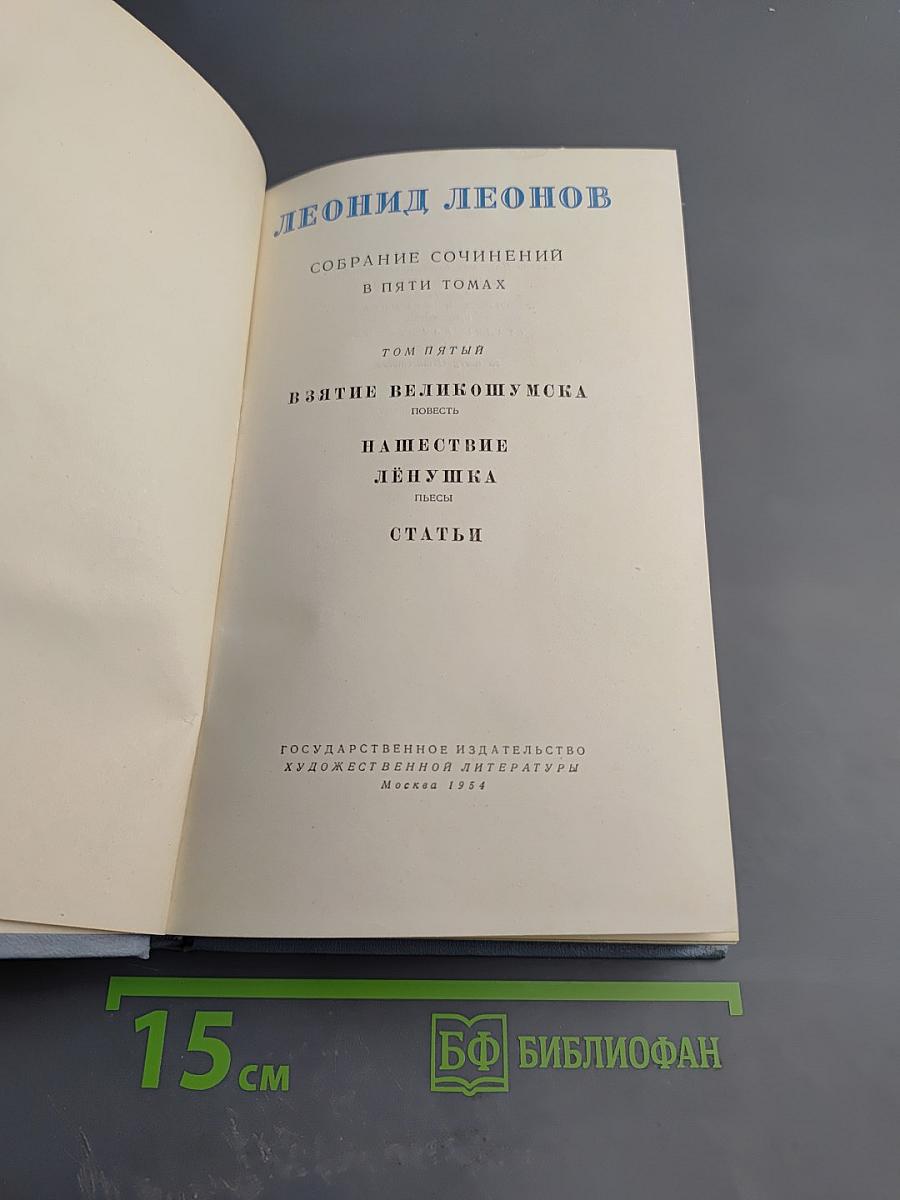 ЛЕОНИД ЛЕОНОВ
СОБРАНИЕ СОЧИНЕНИЙ
В ПЯТИ ТОМАХ
ТОМ ПЯТЫЙ
ВЗЯТИЕ ВЕЛИКОШУМСКА
ПОВЕСТЬ
НАШЕСТВИЕ
ЛЁНУШКА
ПЬЕСЫ
СТАТЬИ
ГОСУДАРСТВЕННОЕ ИЗДАТЕЛЬСТВО
ХУДОЖЕСТВЕННОЙ ЛИТЕРАТУРЫ
Москва 1954
15 см
БФ БИБЛИОФАН